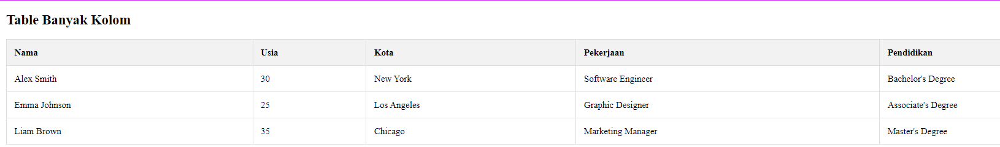 Table Banyak Kolom
Nama Usia Kota Pekerjaan Pendidikan
Alex Smith 30 New York Software Engineer Bachelor's Degree
Emma Johnson 25 Los Angeles Graphic Designer Associate's Degree
Liam Brown 35 Chicago Marketing Manager Master's Degree